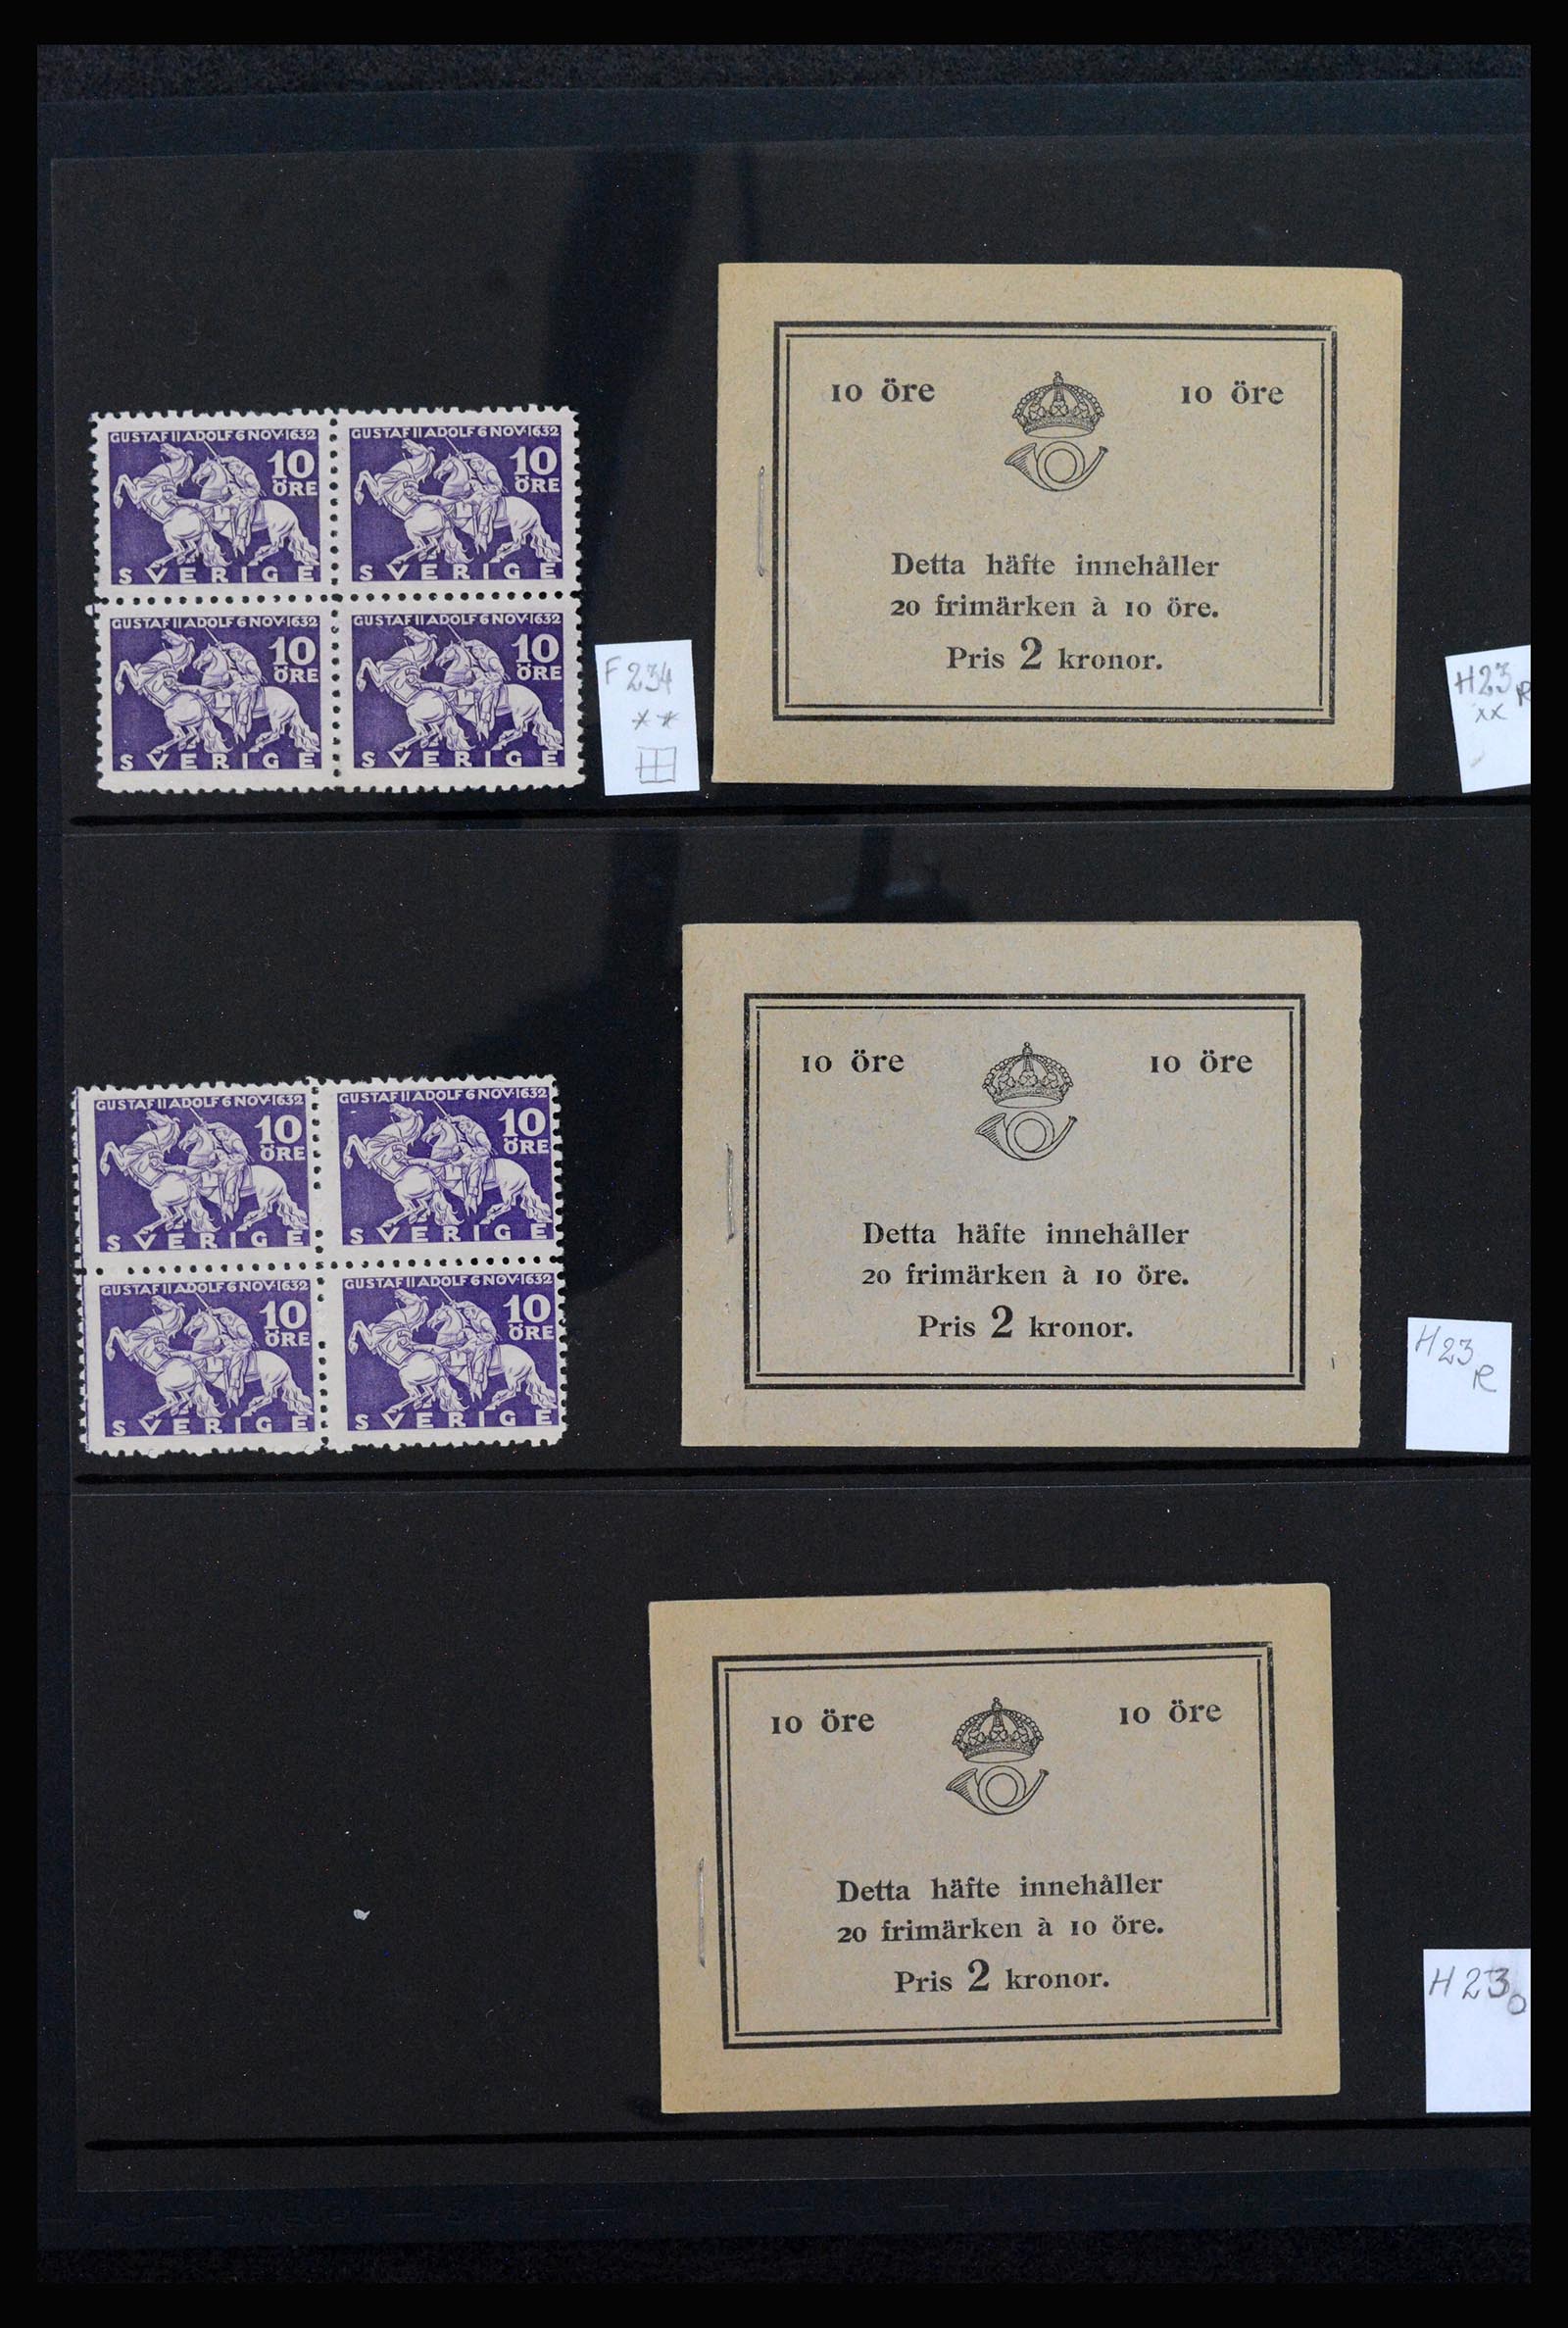 GUSTAF II ADOLF 6 NOV·1632
10
ÖRE
SVERIGE
GUSTAF II ADOLF 6 NOV·1632
10
ÖRE
SVERIGE
GUSTAF II ADOLF 6 NOV·1632
10
ÖRE
SVERIGE
GUSTAF II ADOLF 6 NOV·1632
10
ÖRE
SVERIGE
F 234
**
10 öre 10 öre
Detta häfte innehåller
20 frimärken à 10 öre.
Pris 2 kronor.
H23 R
xx
GUSTAF II ADOLF 6 NOV·1632
10
ÖRE
SVERIGE
GUSTAF II ADOLF 6 NOV·1632
10
ÖRE
SVERIGE
GUSTAF II ADOLF 6 NOV·1632
10
ÖRE
SVERIGE
GUSTAF II ADOLF 6 NOV·1632
10
ÖRE
SVERIGE
10 öre 10 öre
Detta häfte innehåller
20 frimärken à 10 öre.
Pris 2 kronor.
H23 R
10 öre 10 öre
Detta häfte innehåller
20 frimärken à 10 öre.
Pris 2 kronor.
H23 O